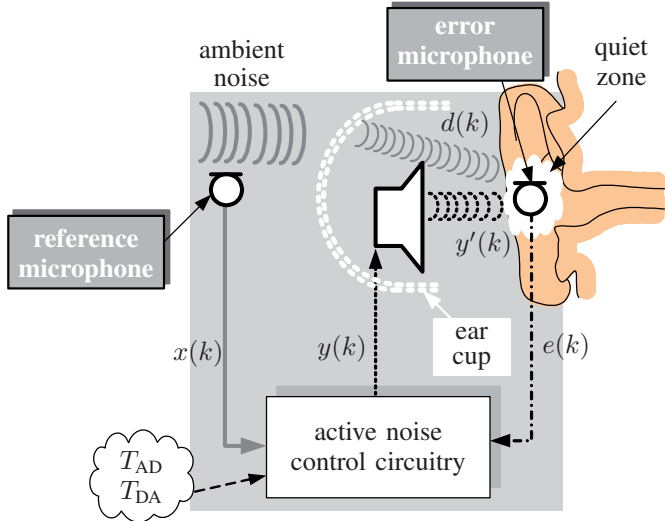 error
microphone
quiet
zone
ambient
noise
d(k)
reference
microphone
y′(k)
x(k)
y(k)
ear
cup
e(k)
active noise
control circuitry
T_AD
T_DA